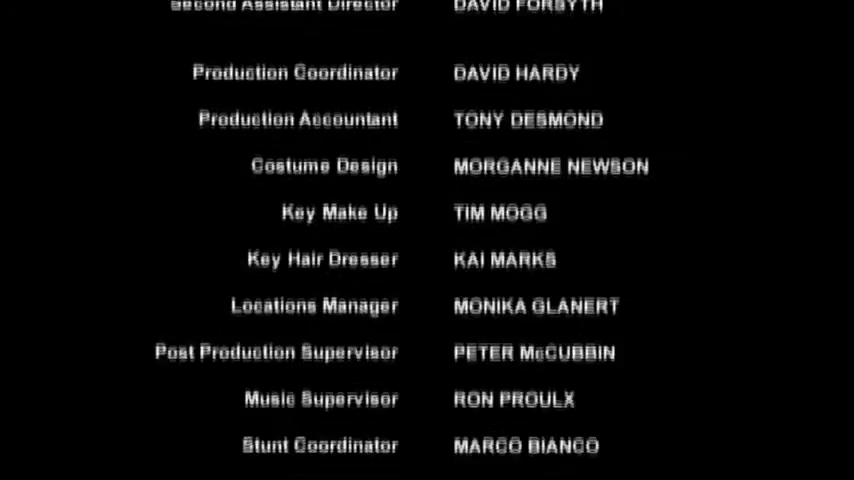 Second Assistant Director DAVID FORSYTH
Production Coordinator DAVID HARDY
Production Accountant TONY DESMOND
Costume Design MORGANNE NEWSON
Key Make Up TIM MOGG
Key Hair Dresser KAI MARKS
Locations Manager MONIKA GLANERT
Post Production Supervisor PETER McCUBBIN
Music Supervisor RON PROULX
Stunt Coordinator MARCO BIANCO